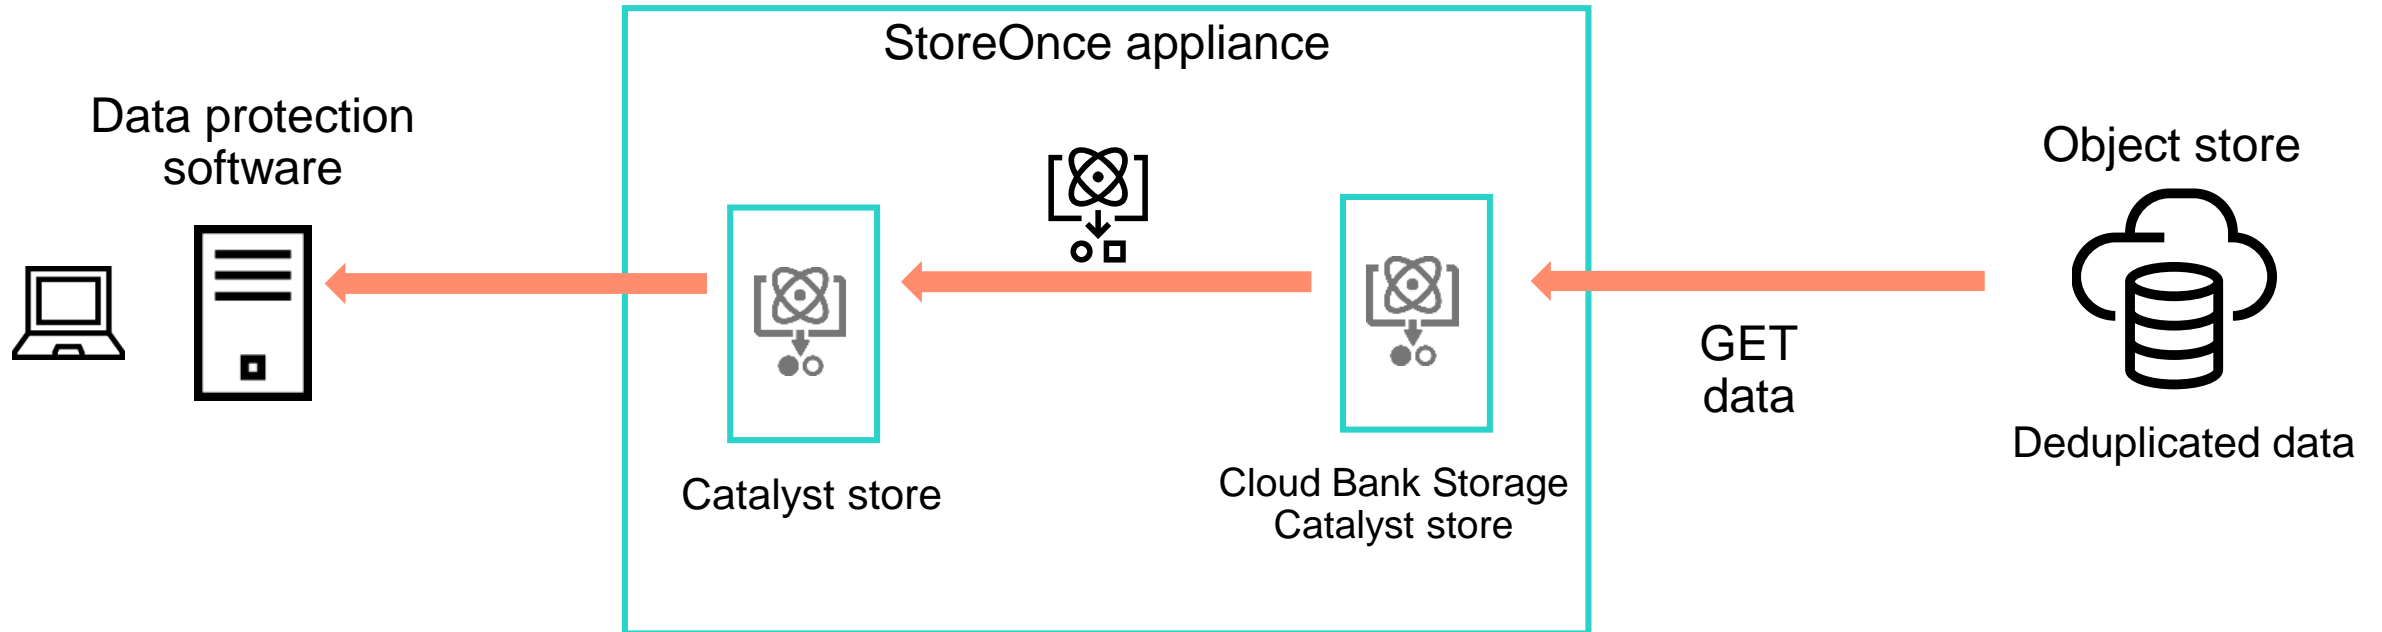 StoreOnce appliance
Data protection
software
Object store
GET
data
Deduplicated data
Catalyst store
Cloud Bank Storage
Catalyst store